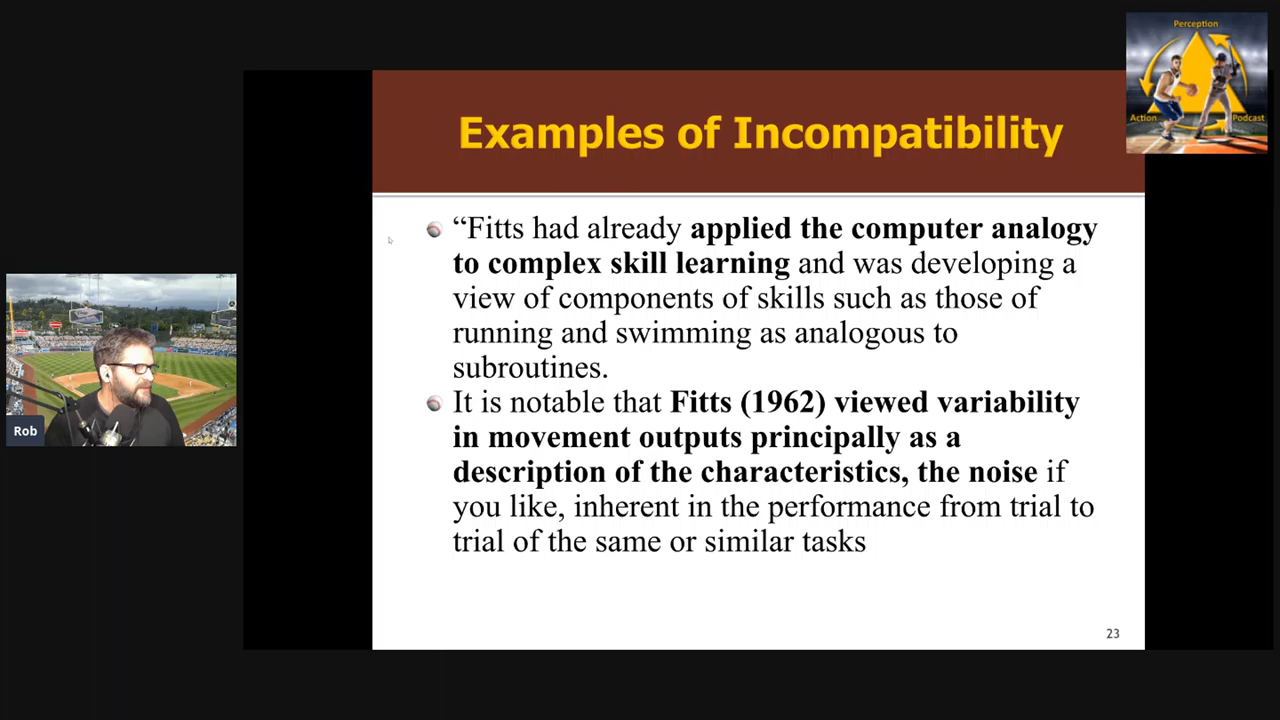 Perception
Action
Podcast
Examples of Incompatibility
“Fitts had already applied the computer analogy
to complex skill learning and was developing a
view of components of skills such as those of
running and swimming as analogous to
subroutines.
It is notable that Fitts (1962) viewed variability
in movement outputs principally as a
description of the characteristics, the noise if
you like, inherent in the performance from trial to
trial of the same or similar tasks
Rob
23